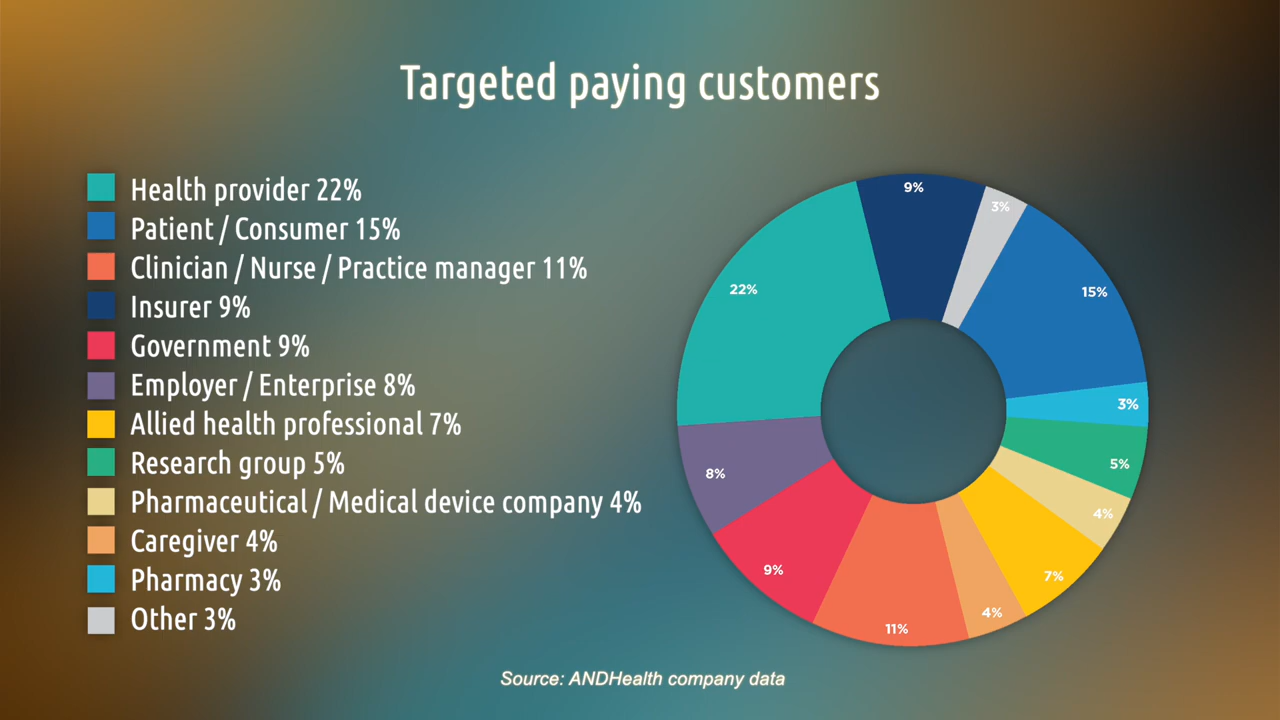 Targeted paying customers
Health provider 22%
Patient / Consumer 15%
Clinician / Nurse / Practice manager 11%
Insurer 9%
Government 9%
Employer / Enterprise 8%
Allied health professional 7%
Research group 5%
Pharmaceutical / Medical device company 4%
Caregiver 4%
Pharmacy 3%
Other 3%
9%
3%
15%
22%
3%
5%
8%
4%
9%
7%
4%
11%
Source: ANDHealth company data